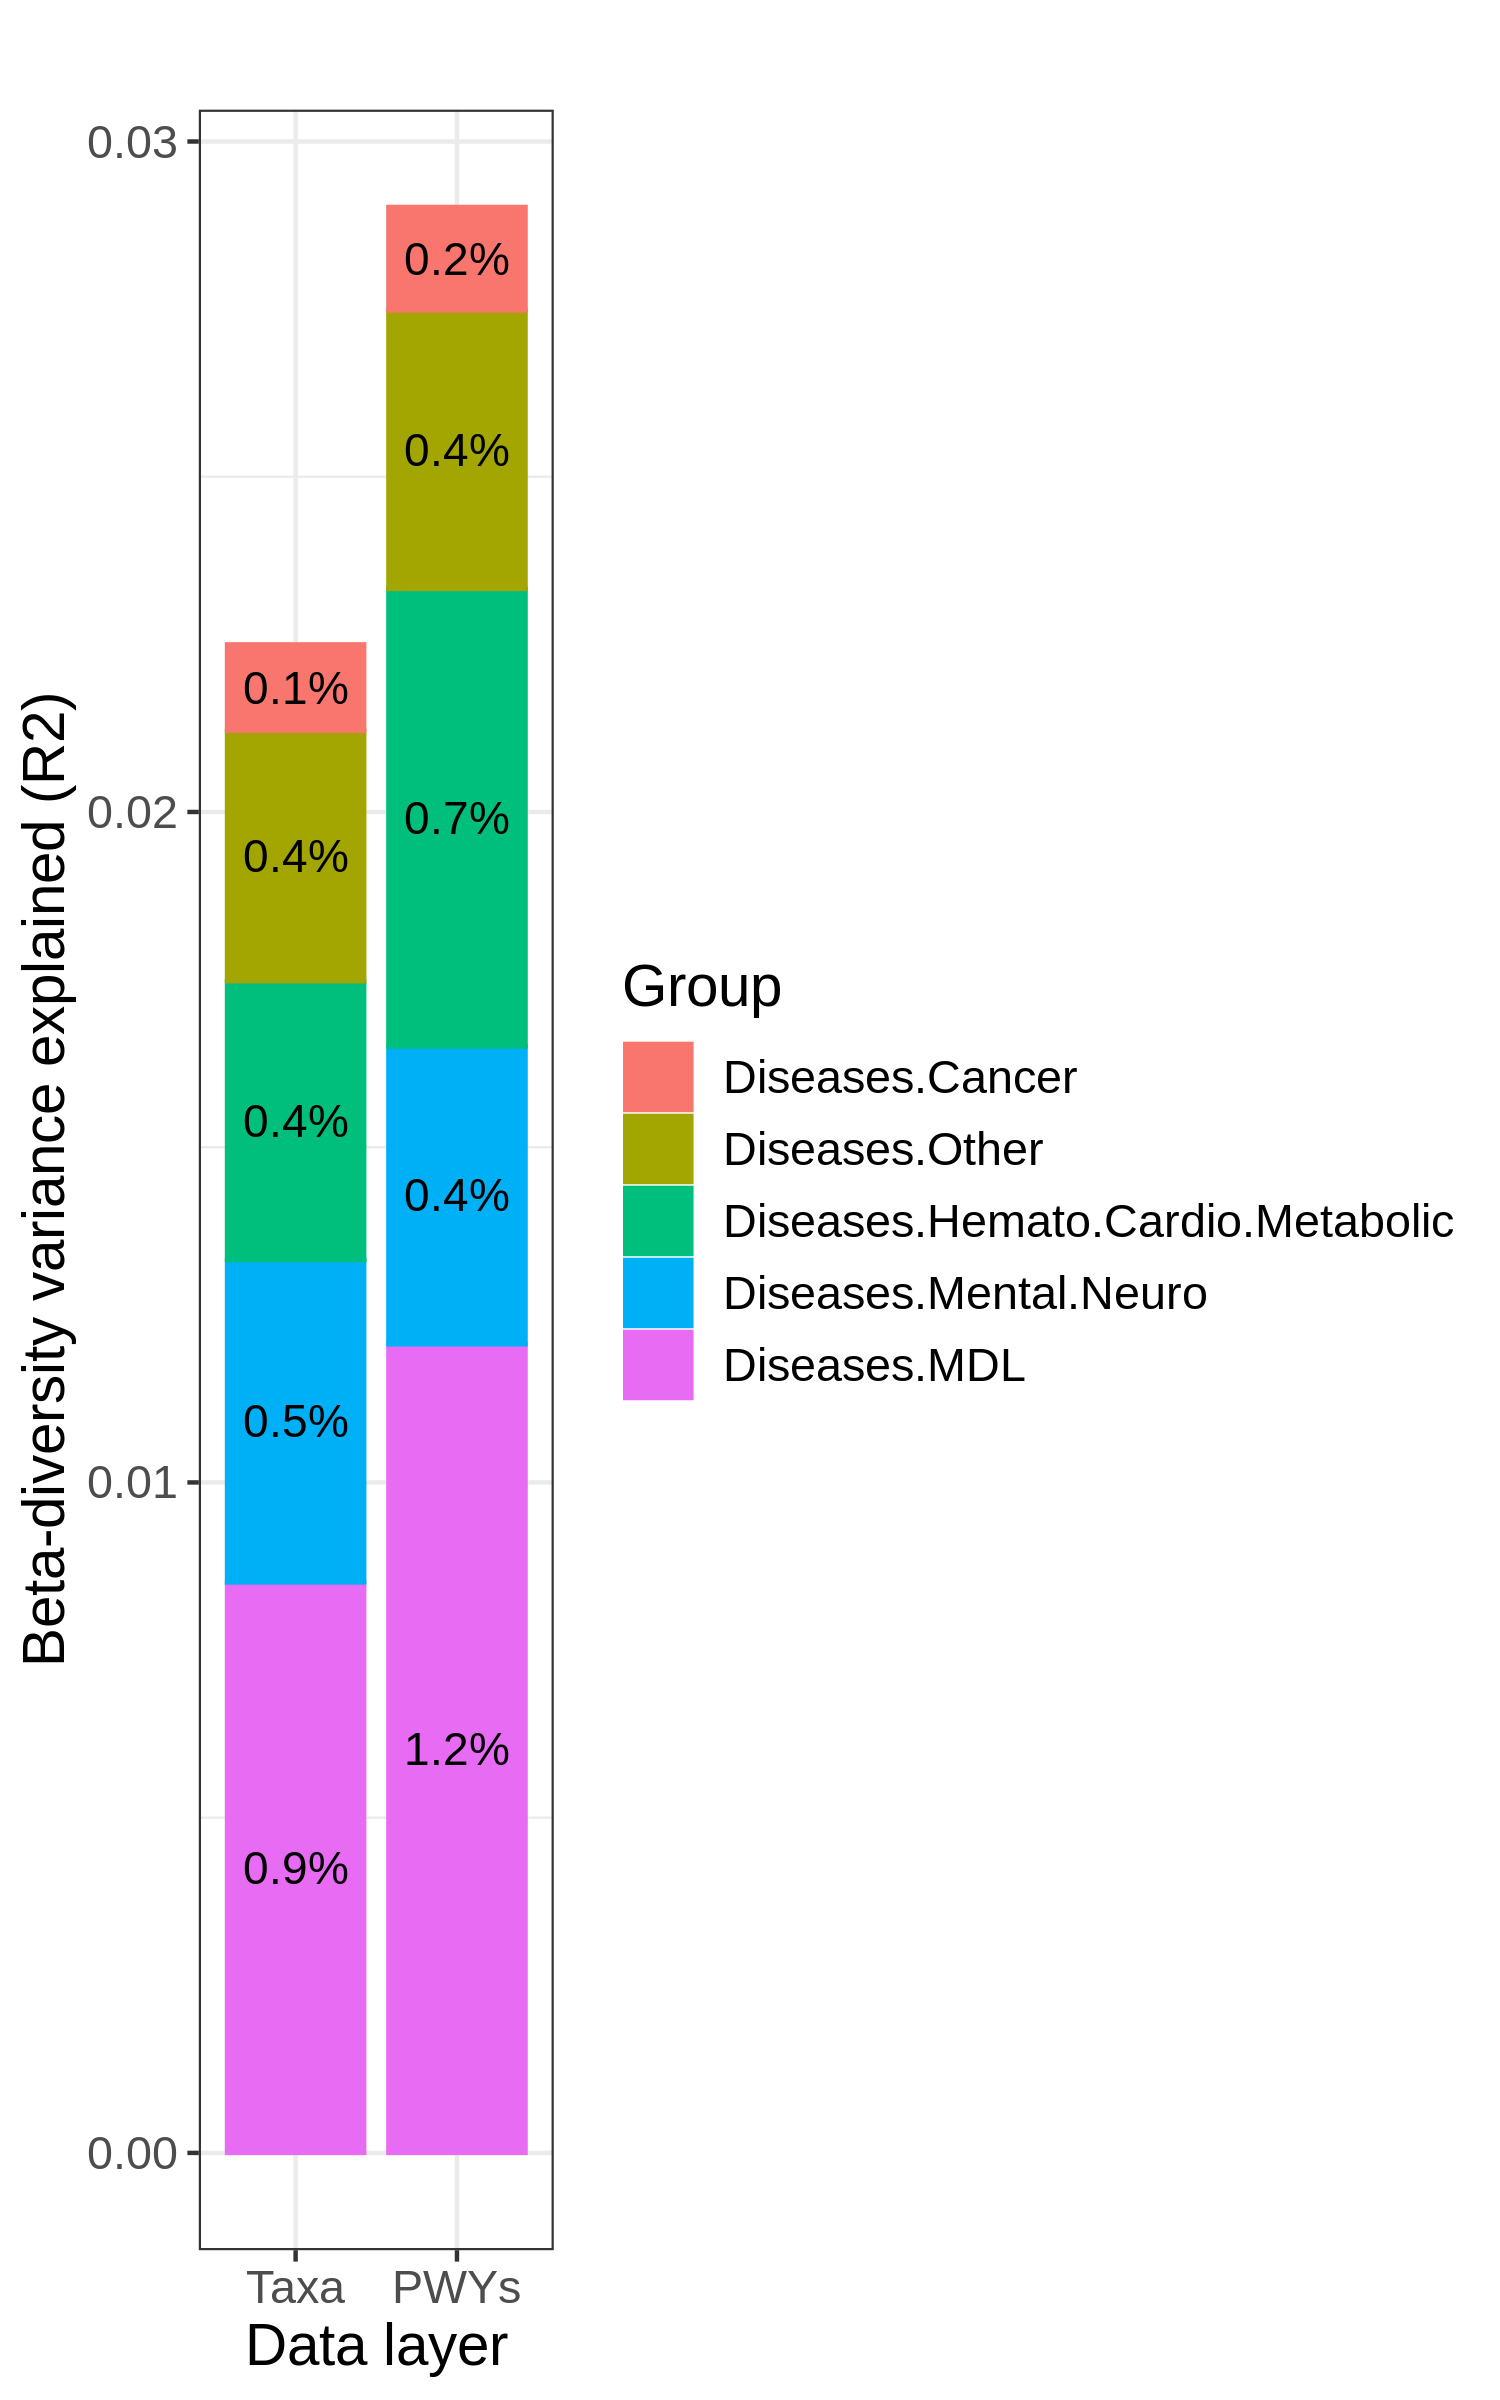 Beta-diversity variance explained (R2)
0.03
0.02
0.01
0.00
0.1%
0.4%
0.4%
0.5%
0.9%
0.2%
0.4%
0.7%
0.4%
1.2%
Taxa
PWYs
Data layer
Group
Diseases.Cancer
Diseases.Other
Diseases.Hemato.Cardio.Metabolic
Diseases.Mental.Neuro
Diseases.MDL